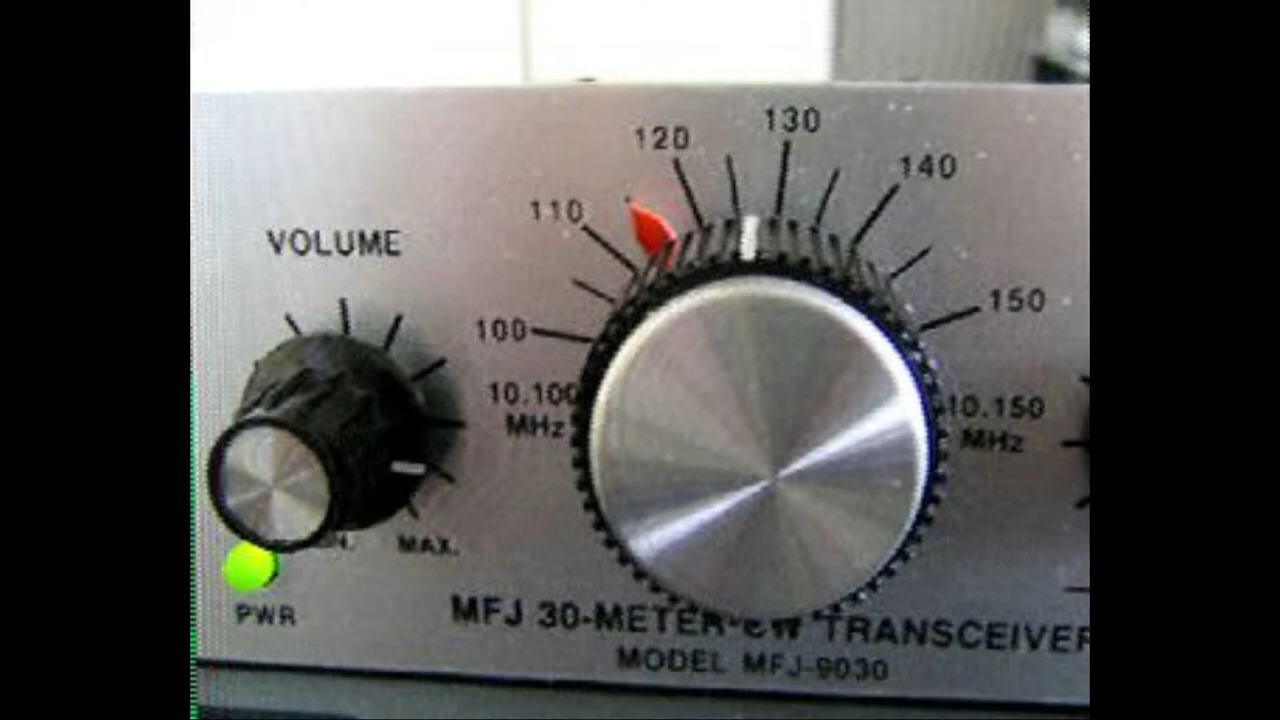 VOLUME
100
110
120
130
140
150
10.100
MHz
10.150
MHz
MAX.
PWR
MFJ 30-METER CW TRANSCEIVER
MODEL MFJ-9030